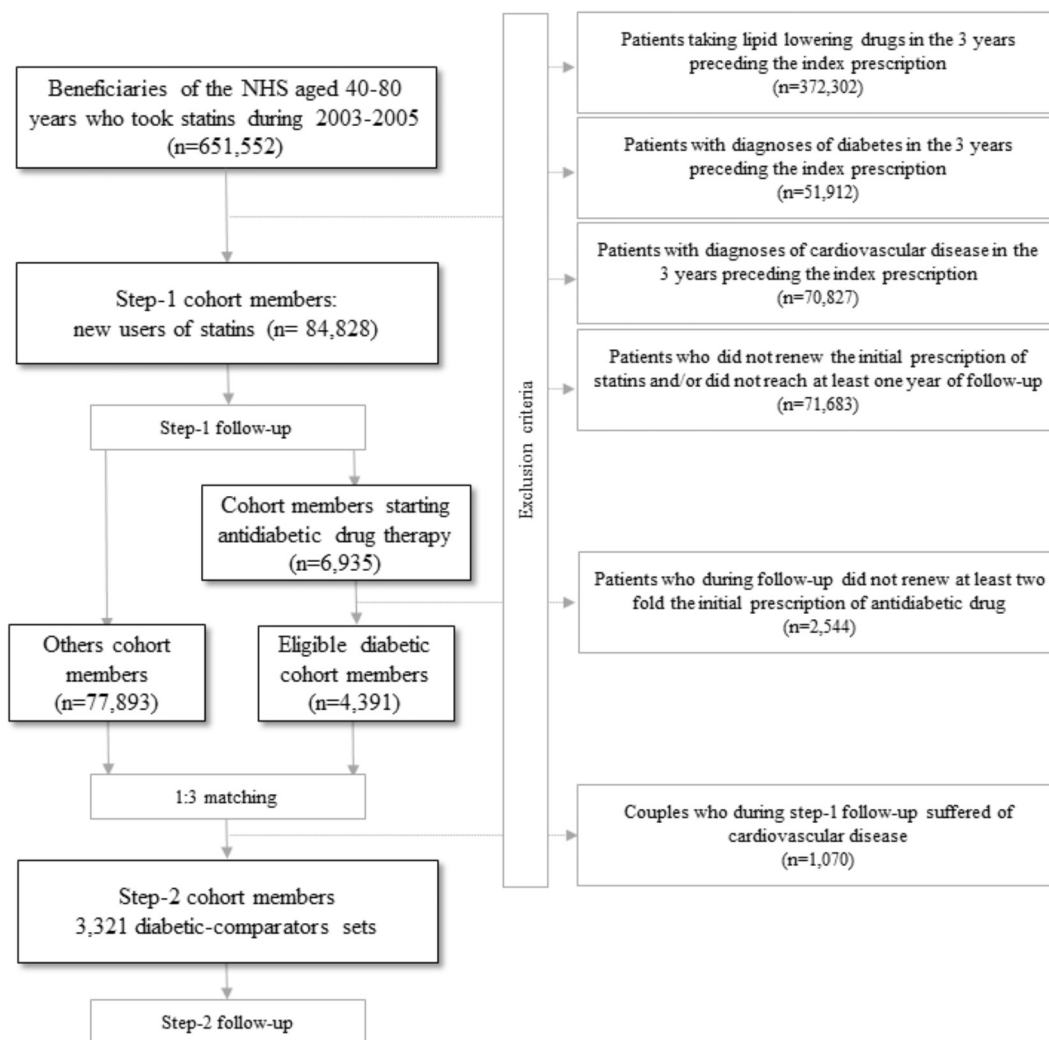 Beneficiaries of the NHS aged 40-80
years who took statins during 2003-2005
(n=651,552)
Step-1 cohort members:
new users of statins (n= 84,828)
Step-1 follow-up
Cohort members starting
antidiabetic drug therapy
(n=6,935)
Others cohort
members
(n=77,893)
Eligible diabetic
cohort members
(n=4,391)
1:3 matching
Step-2 cohort members
3,321 diabetic-comparators sets
Step-2 follow-up
Exclusion criteria
Patients taking lipid lowering drugs in the 3 years
preceding the index prescription
(n=372,302)
Patients with diagnoses of diabetes in the 3 years
preceding the index prescription
(n=51,912)
Patients with diagnoses of cardiovascular disease in the
3 years preceding the index prescription
(n=70,827)
Patients who did not renew the initial prescription of
statins and/or did not reach at least one year of follow-up
(n=71,683)
Patients who during follow-up did not renew at least two
fold the initial prescription of antidiabetic drug
(n=2,544)
Couples who during step-1 follow-up suffered of
cardiovascular disease
(n=1,070)